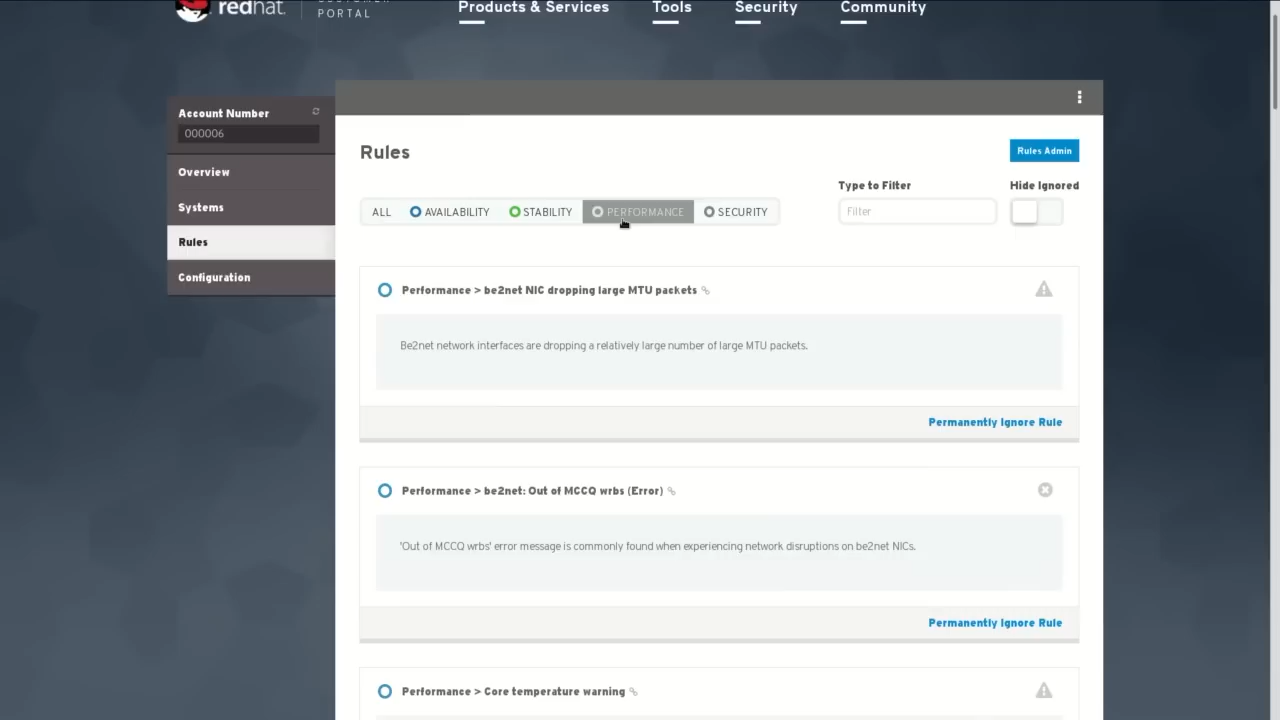 redhat.
PORTAL
Products & Services
Tools
Security
Community
Account Number
000006
Overview
Systems
Rules
Configuration
Rules
Rules Admin
Type to Filter
Hide Ignored
ALL
AVAILABILITY
STABILITY
PERFORMANCE
SECURITY
Filter
Performance > be2net NIC dropping large MTU packets
Be2net network interfaces are dropping a relatively large number of large MTU packets.
Permanently Ignore Rule
Performance > be2net: Out of MCCQ wrbs (Error)
'Out of MCCQ wrbs' error message is commonly found when experiencing network disruptions on be2net NICs.
Permanently Ignore Rule
Performance > Core temperature warning